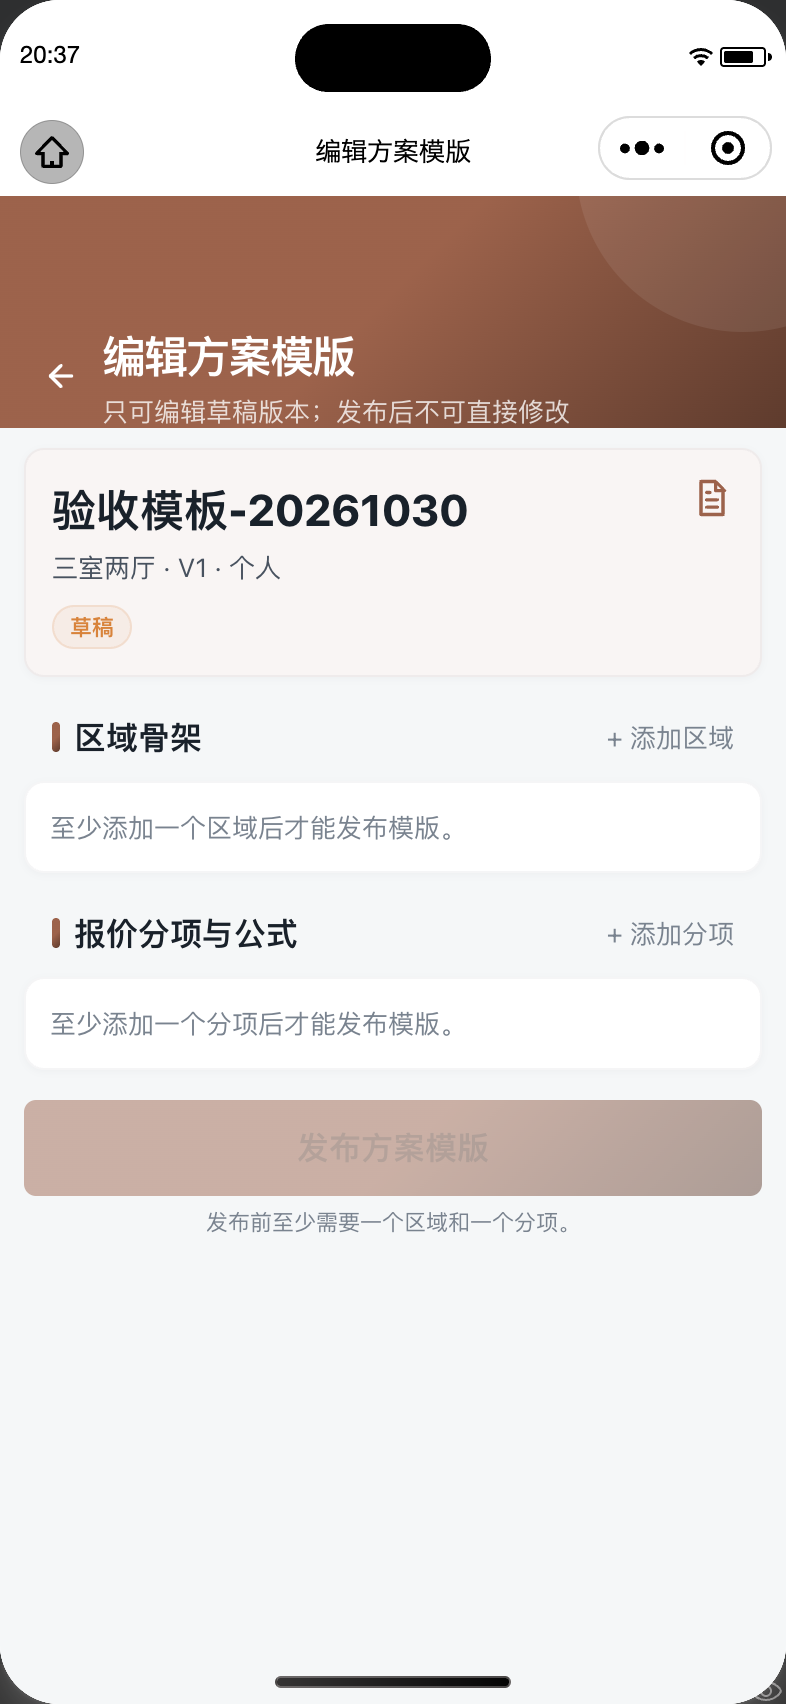 20:37
编辑方案模版
编辑方案模版
只可编辑草稿版本；发布后不可直接修改
验收模板-20261030
三室两厅 · V1 · 个人
草稿
区域骨架
+ 添加区域
至少添加一个区域后才能发布模版。
报价分项与公式
+ 添加分项
至少添加一个分项后才能发布模版。
发布方案模版
发布前至少需要一个区域和一个分项。